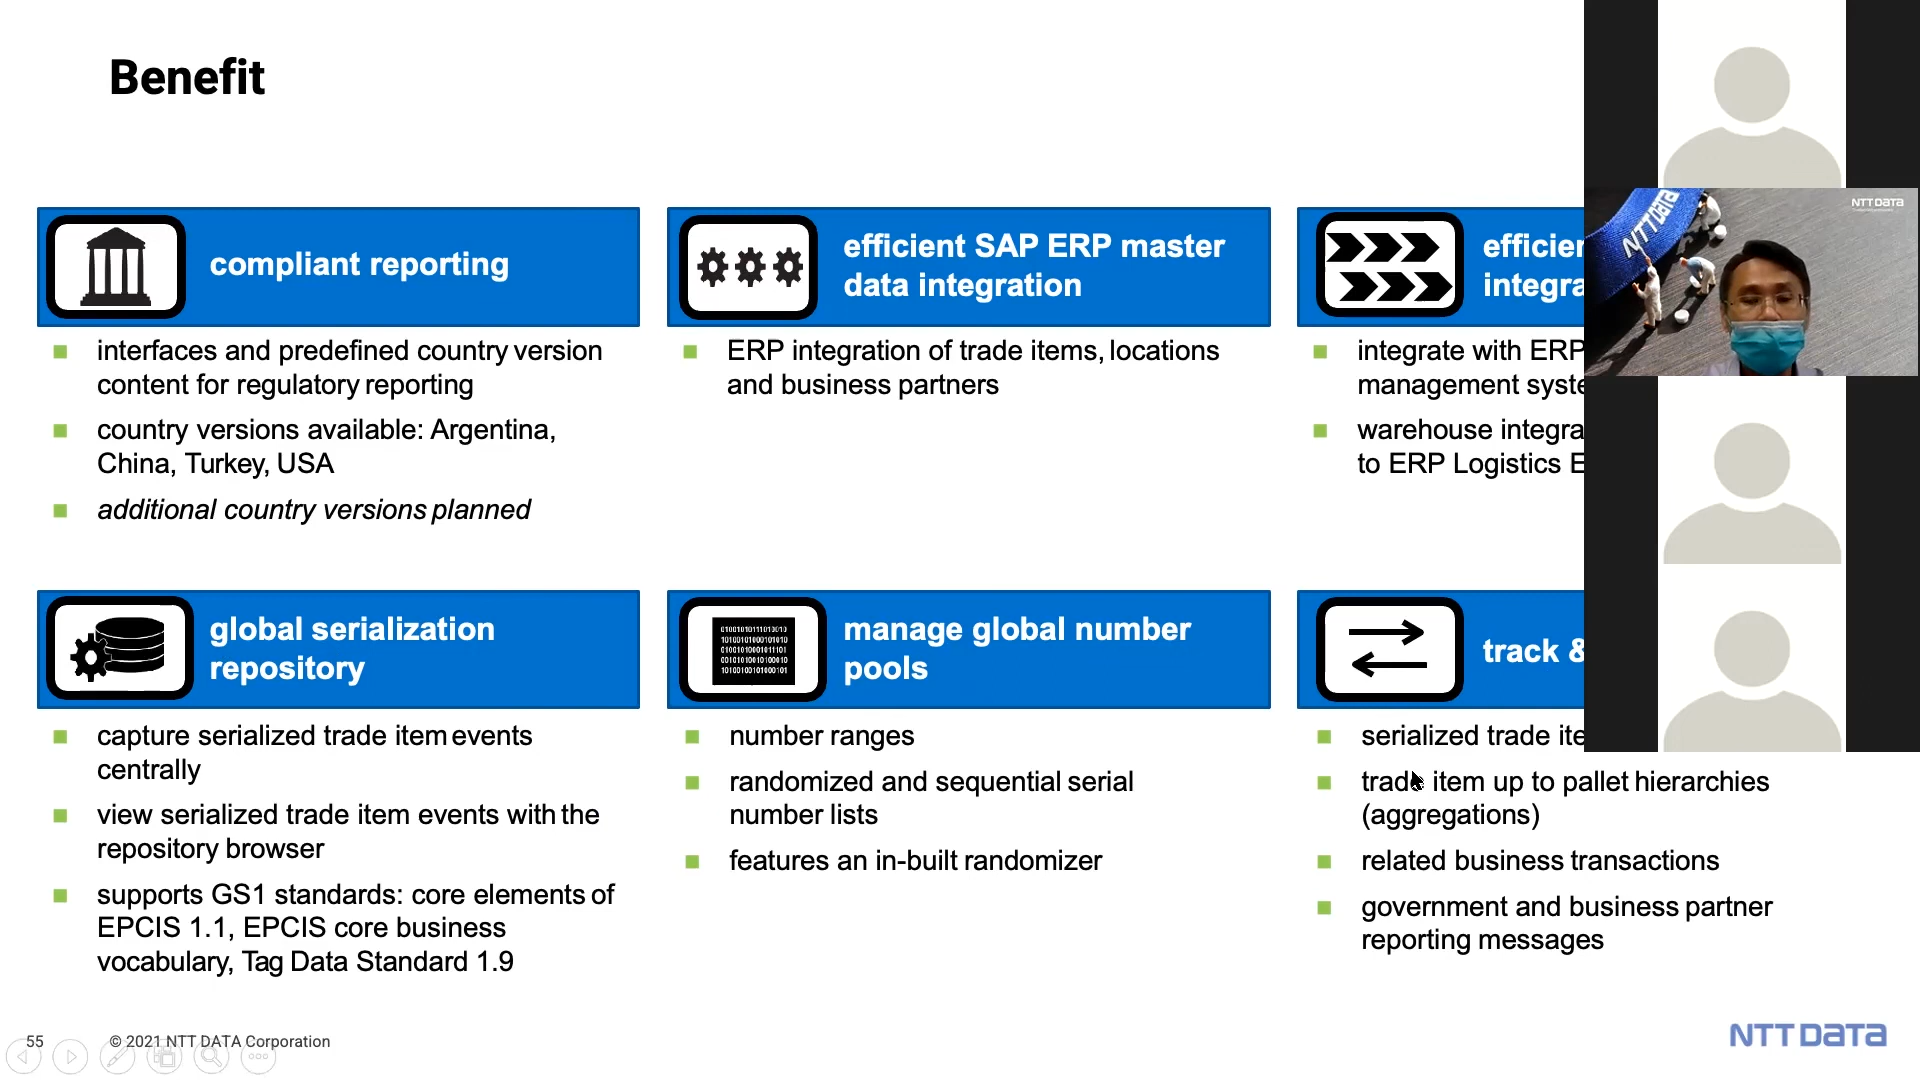 Benefit
compliant reporting
interfaces and predefined country version
content for regulatory reporting
country versions available: Argentina,
China, Turkey, USA
additional country versions planned
efficient SAP ERP master
data integration
ERP integration of trade items, locations
and business partners
integrate with ERP
management
warehouse
to ERP Logistics
NTT DATA
NTT DATA
global serialization
repository
capture serialized trade item events
centrally
view serialized trade item events with the
repository browser
supports GS1 standards: core elements of
EPCIS 1.1, EPCIS core business
vocabulary, Tag Data Standard 1.9
manage global number
pools
number ranges
randomized and sequential serial
number lists
features an in-built randomizer
track &
serialized trade
trade item up to pallet hierarchies
(aggregations)
related business transactions
government and business partner
reporting messages
55
© 2021 NTT DATA Corporation
NTT DATA